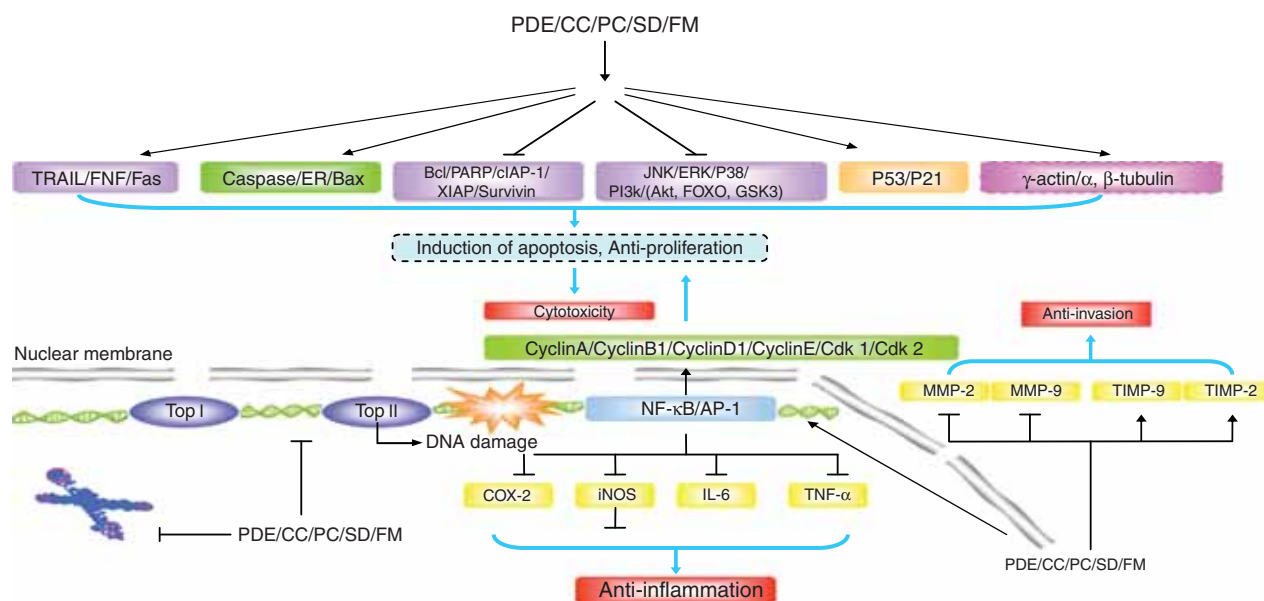 PDE/CC/PC/SD/FM
TRAIL/FNF/Fas
Caspase/ER/Bax
Bcl/PARP/cIAP-1/
XIAP/Survivin
JNK/ERK/P38/
PI3k/(Akt, FOXO, GSK3)
P53/P21
γ-actin/α, β-tubulin
Induction of apoptosis, Anti-proliferation
Cytotoxicity
Anti-invasion
CyclinA/CyclinB1/CyclinD1/CyclinE/Cdk 1/Cdk 2
Nuclear membrane
MMP-2
MMP-9
TIMP-9
TIMP-2
Top I
Top II
NF-κB/AP-1
DNA damage
COX-2
iNOS
IL-6
TNF-α
PDE/CC/PC/SD/FM
PDE/CC/PC/SD/FM
Anti-inflammation